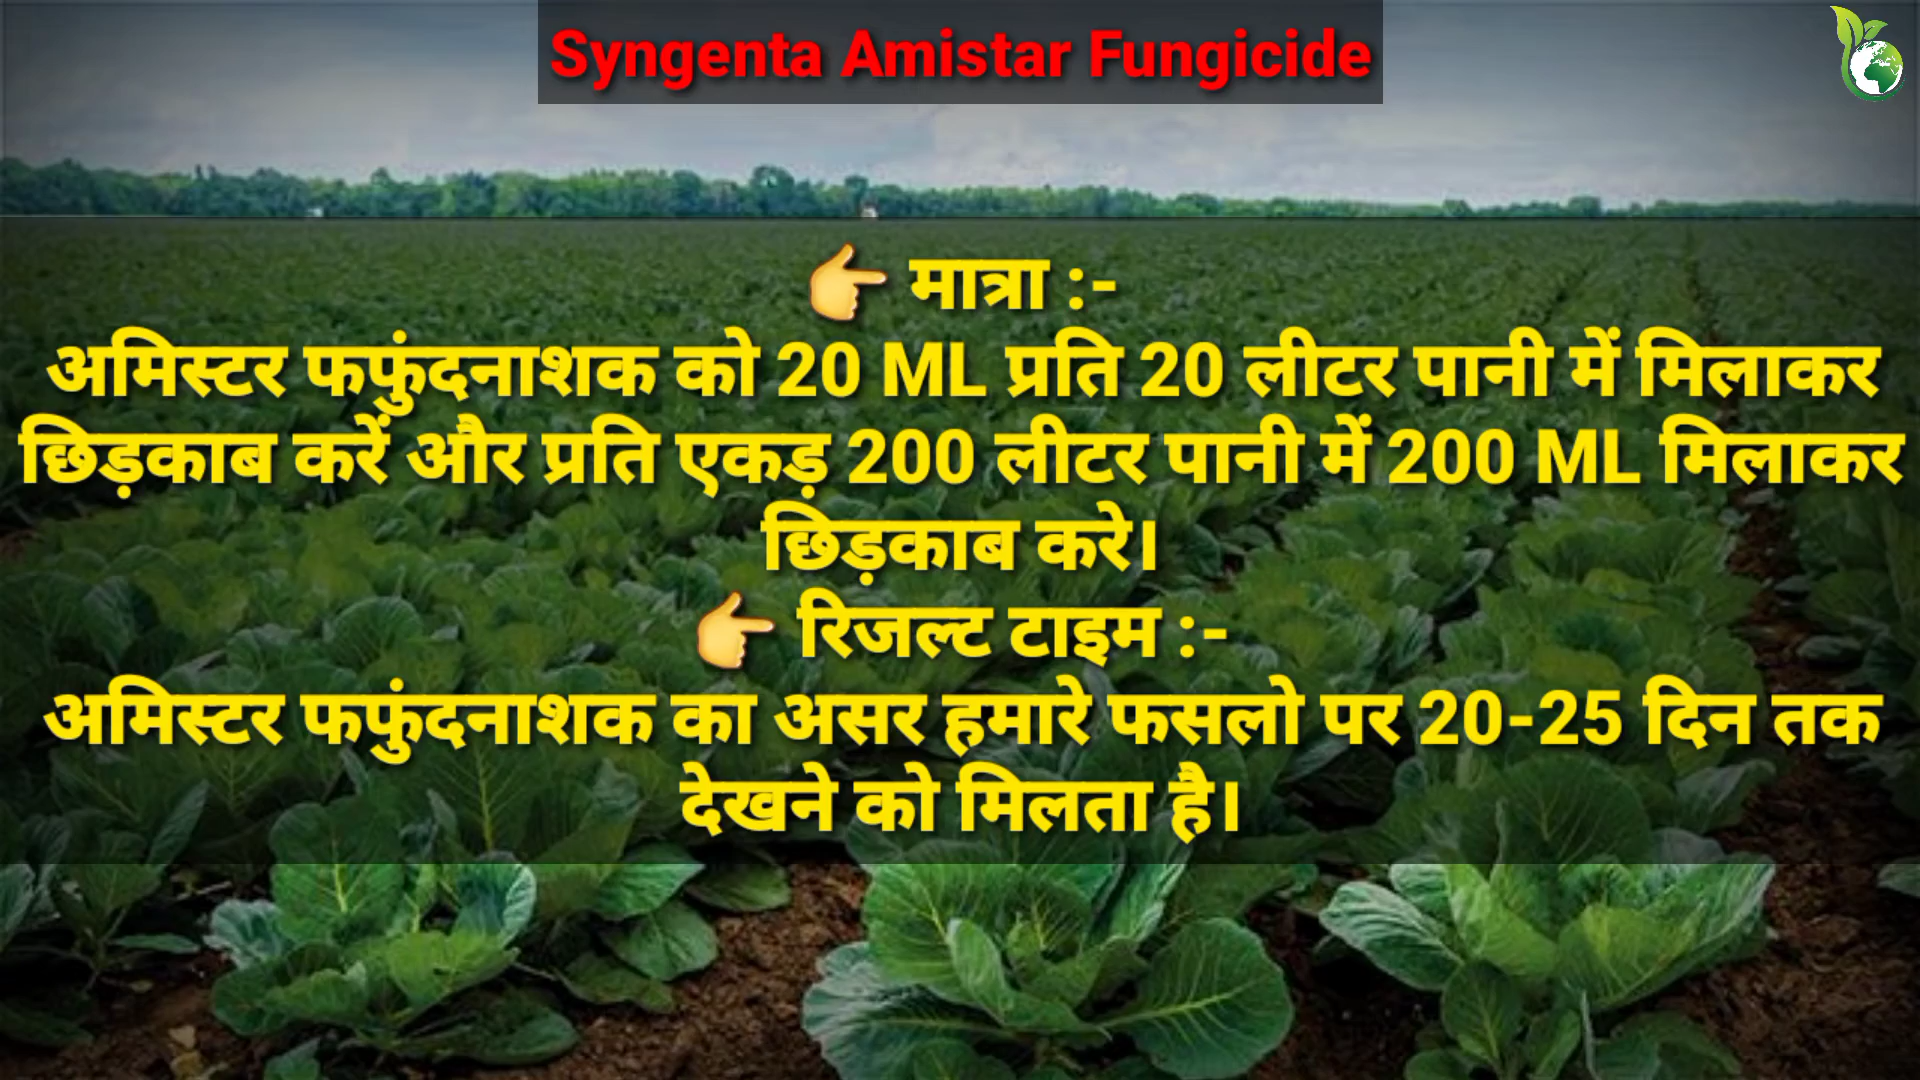 Syngenta Amistar Fungicide
👉 मात्रा :-
अमिस्टर फफुंदनाशक को 20 ML प्रति 20 लीटर पानी में मिलाकर
छिड़काब करें और प्रति एकड़ 200 लीटर पानी में 200 ML मिलाकर
छिड़काब करे।
👉 रिजल्ट टाइम :-
अमिस्टर फफुंदनाशक का असर हमारे फसलो पर 20-25 दिन तक
देखने को मिलता है।